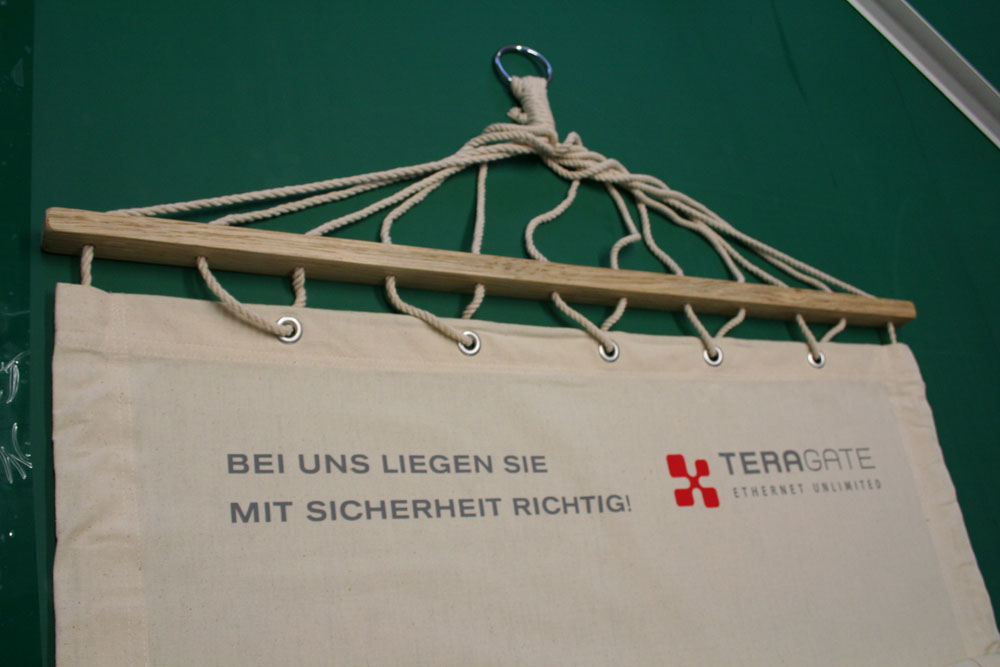 BEI UNS LIEGEN SIE
MIT SICHERHEIT RICHTIG!
TERAGATE
ETHERNET UNLIMITED